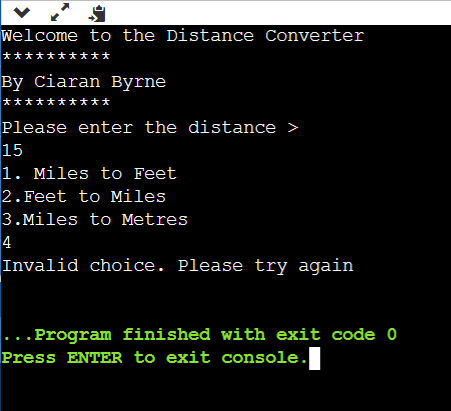 Welcome to the Distance Converter
**********
By Ciaran Byrne
**********
Please enter the distance >
15
1. Miles to Feet
2.Feet to Miles
3.Miles to Metres
4
Invalid choice. Please try again
...Program finished with exit code 0
Press ENTER to exit console.